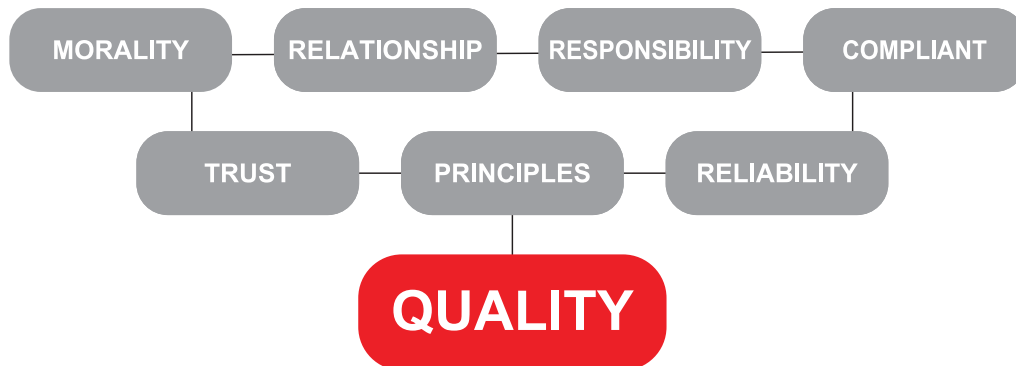 MORALITY
RELATIONSHIP
RESPONSIBILITY
COMPLIANT
TRUST
PRINCIPLES
RELIABILITY
QUALITY